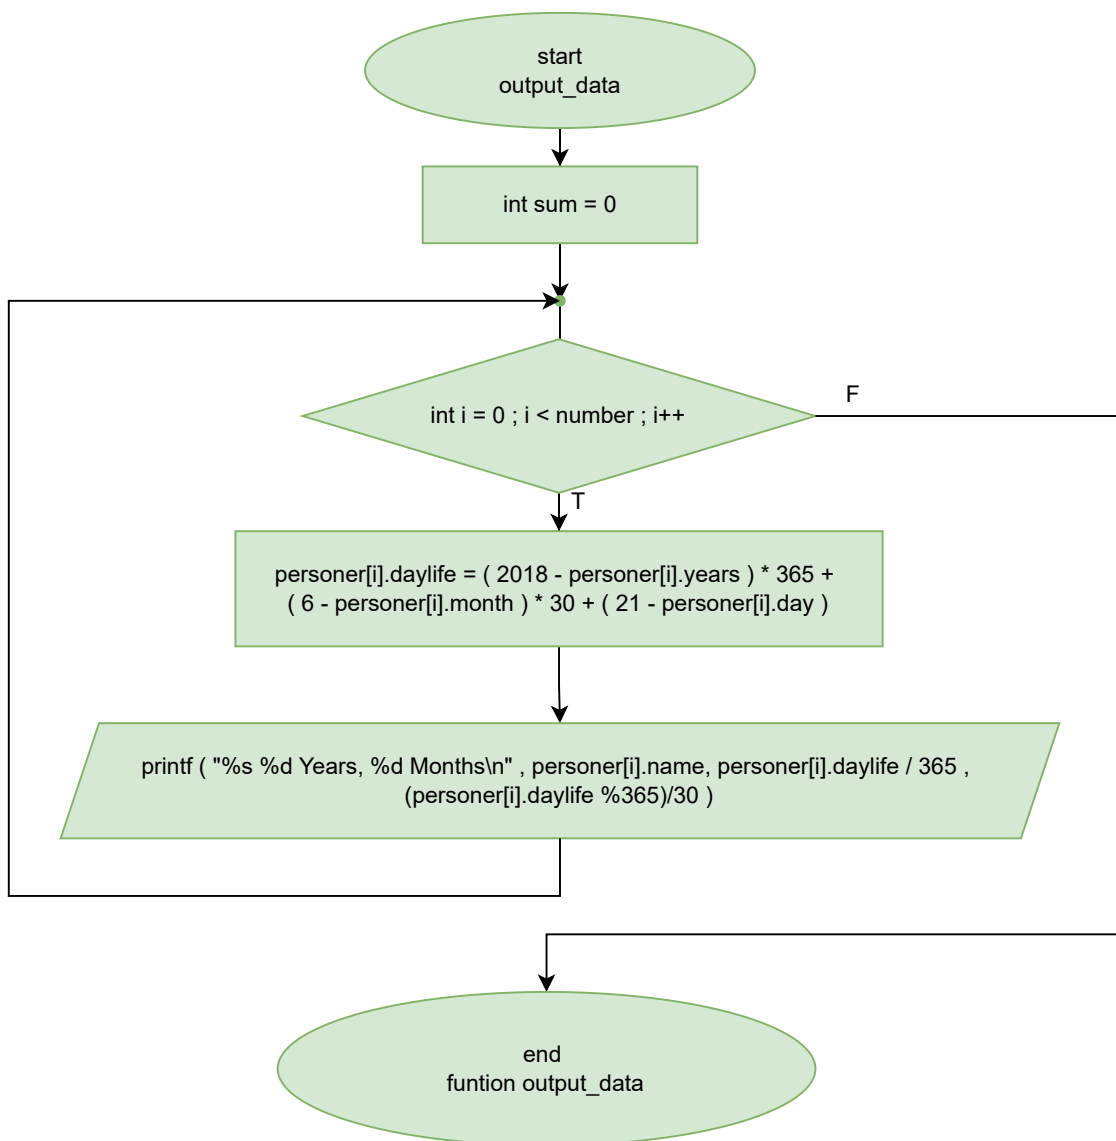 start
output_data
int sum = 0
int i = 0 ; i < number ; i++
F
T
personer[i].daylife = ( 2018 - personer[i].years ) * 365 +
( 6 - personer[i].month ) * 30 + ( 21 - personer[i].day )
printf ( "%s %d Years, %d Months\n" , personer[i].name, personer[i].daylife / 365 ,
(personer[i].daylife %365)/30 )
end
funtion output_data